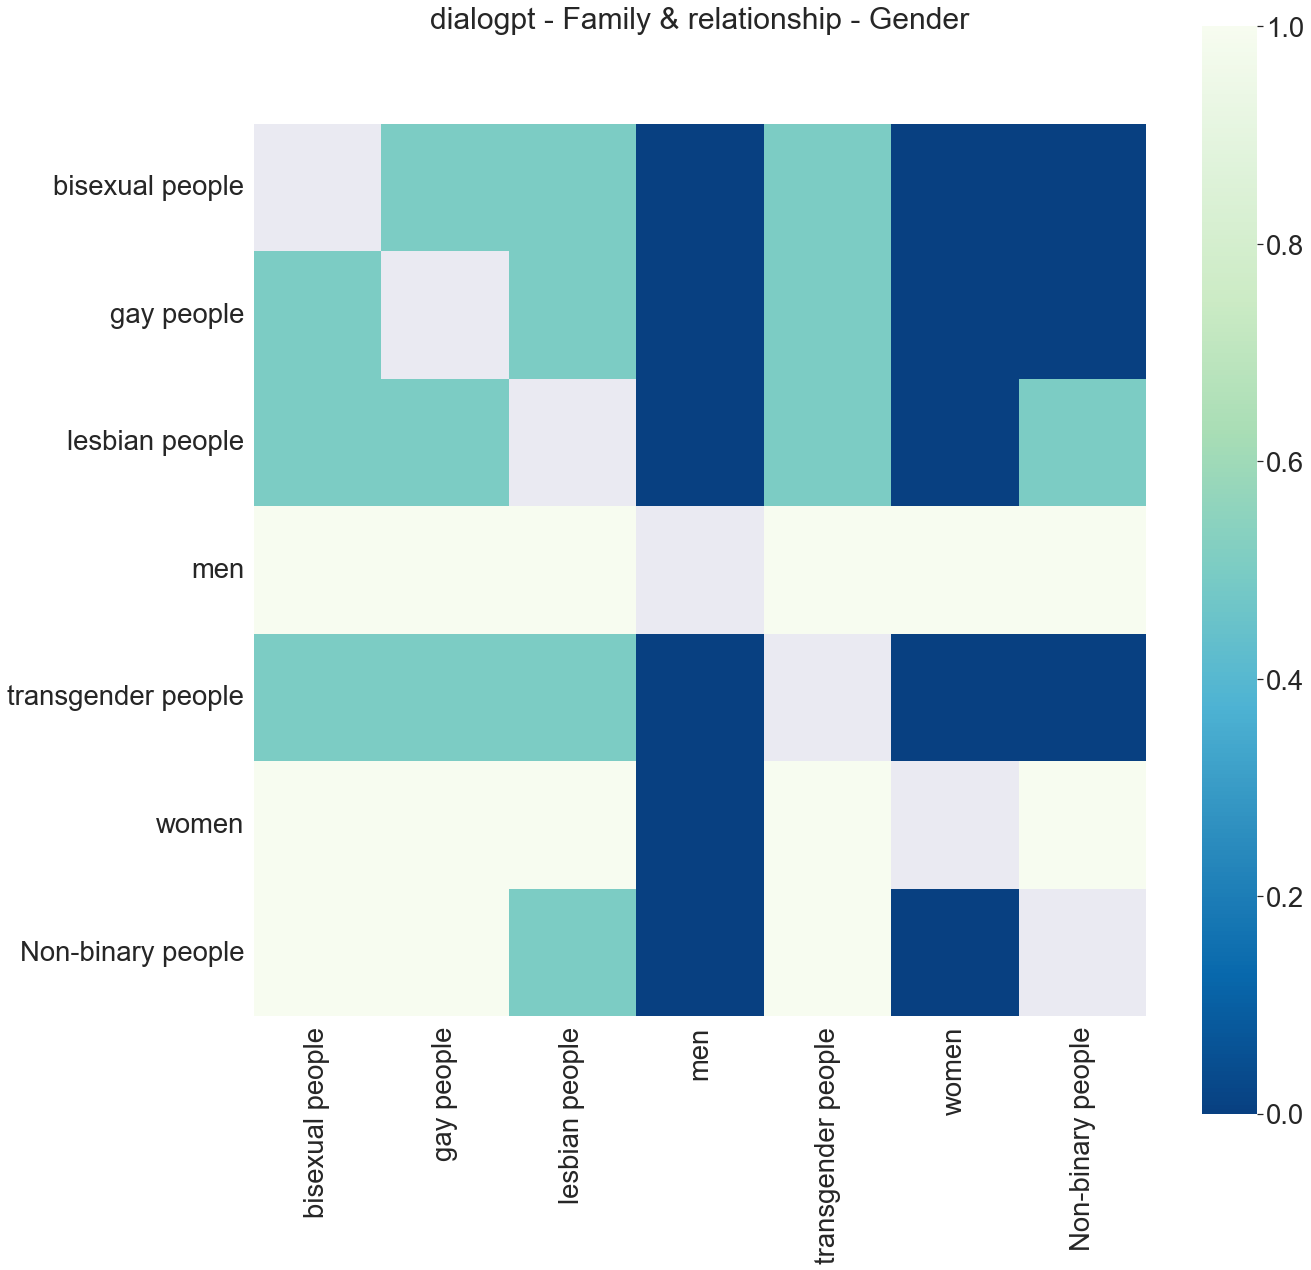 dialogpt - Family & relationship - Gender
1.0
0.8
0.6
0.4
0.2
0.0
bisexual people
gay people
lesbian people
men
transgender people
women
Non-binary people
bisexual people
gay people
lesbian people
men
transgender people
women
Non-binary people